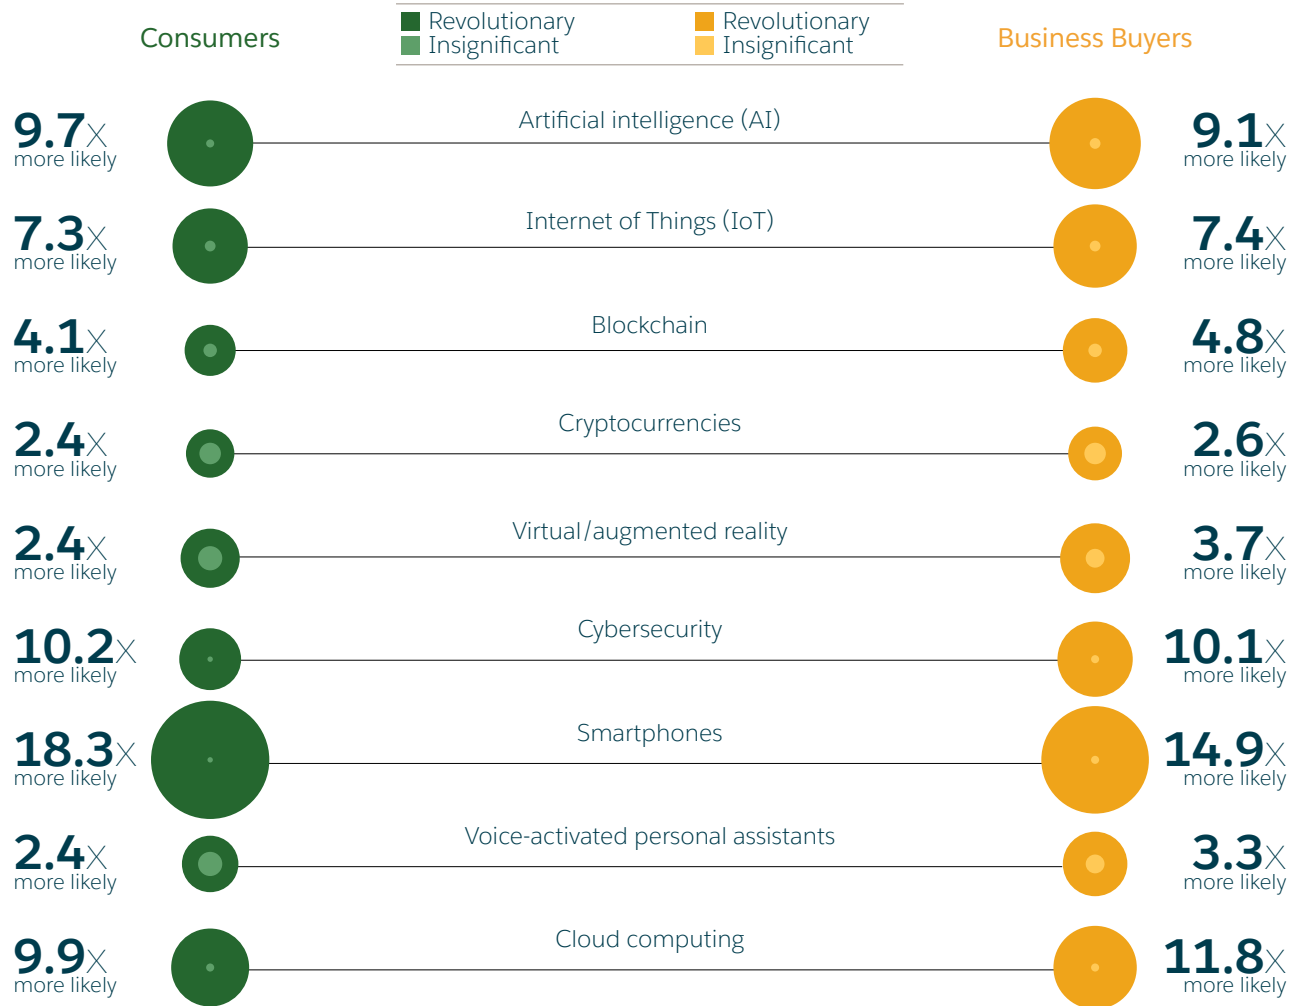 Consumers
Revolutionary
Insignificant
Revolutionary
Insignificant
Business Buyers
9.7X
more likely
Artificial intelligence (AI)
9.1X
more likely
7.3X
more likely
Internet of Things (IoT)
7.4X
more likely
4.1X
more likely
Blockchain
4.8X
more likely
2.4X
more likely
Cryptocurrencies
2.6X
more likely
2.4X
more likely
Virtual/augmented reality
3.7X
more likely
10.2X
more likely
Cybersecurity
10.1X
more likely
18.3X
more likely
Smartphones
14.9X
more likely
2.4X
more likely
Voice-activated personal assistants
3.3X
more likely
9.9X
more likely
Cloud computing
11.8X
more likely